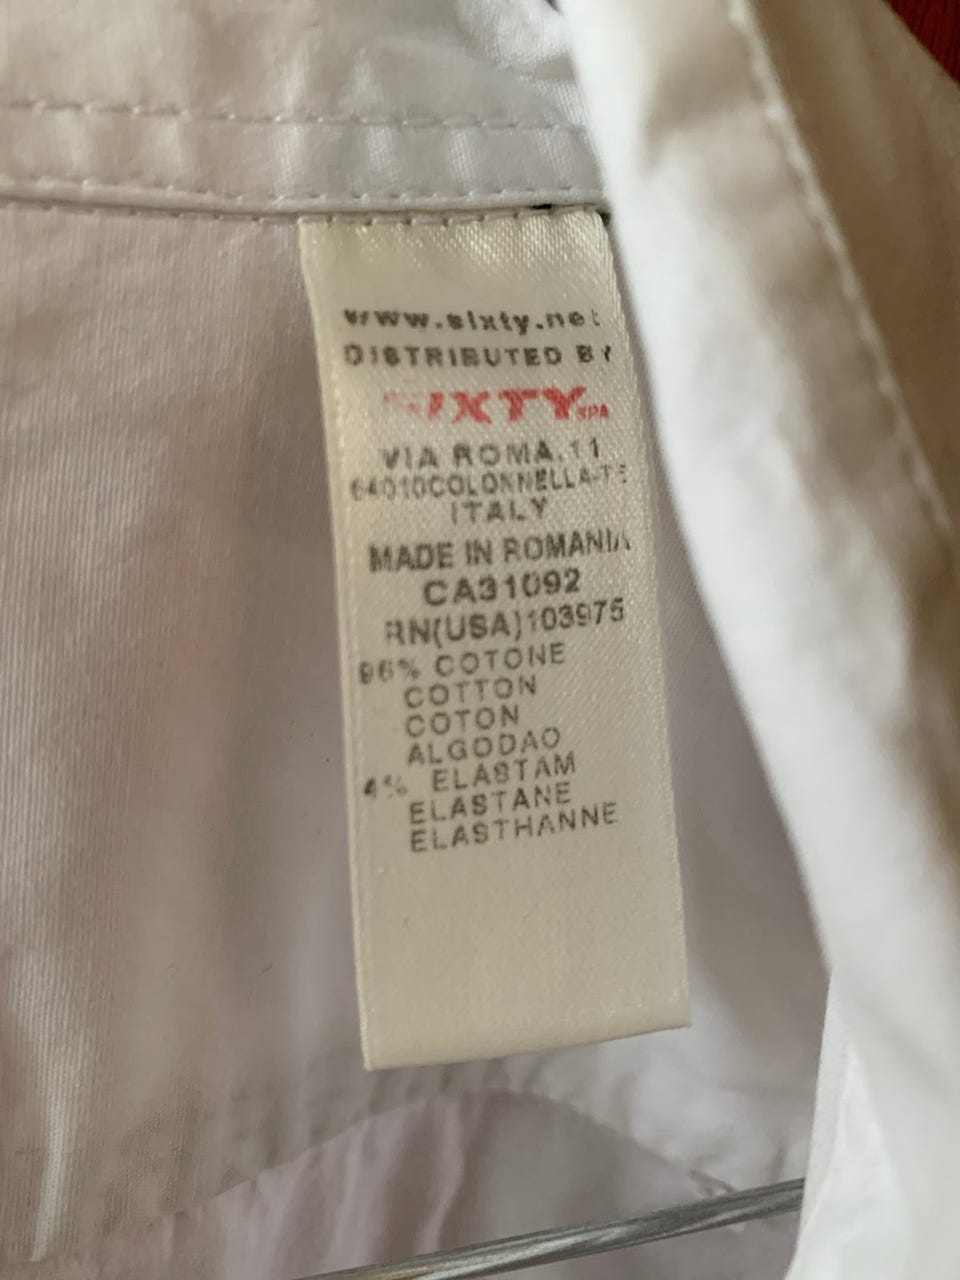 www.sixty.net
DISTRIBUTED BY
SIXTY SPA
VIA ROMA.11
64010COLONNELLA-TE
ITALY
MADE IN ROMANIA
CA31092
RN(USA)103975
96% COTONE
COTTON
COTON
ALGODAO
4% ELASTAM
ELASTANE
ELASTHANNE